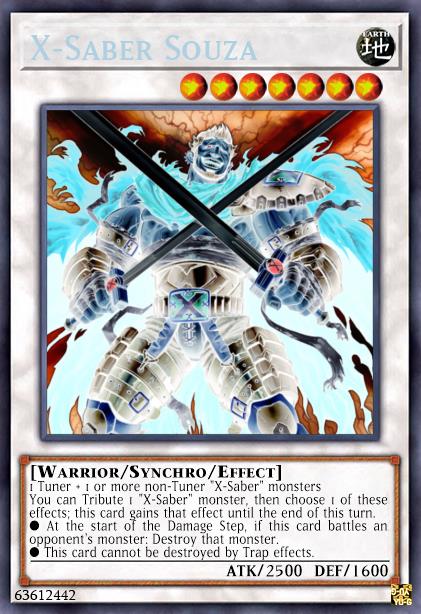 X-Saber Souza
EARTH
地
[Warrior/Synchro/Effect]
1 Tuner + 1 or more non-Tuner "X-Saber" monsters
You can Tribute 1 "X-Saber" monster, then choose 1 of these
effects; this card gains that effect until the end of this turn.
● At the start of the Damage Step, if this card battles an
opponent's monster: Destroy that monster.
● This card cannot be destroyed by Trap effects.
ATK/2500 DEF/1600
63612442